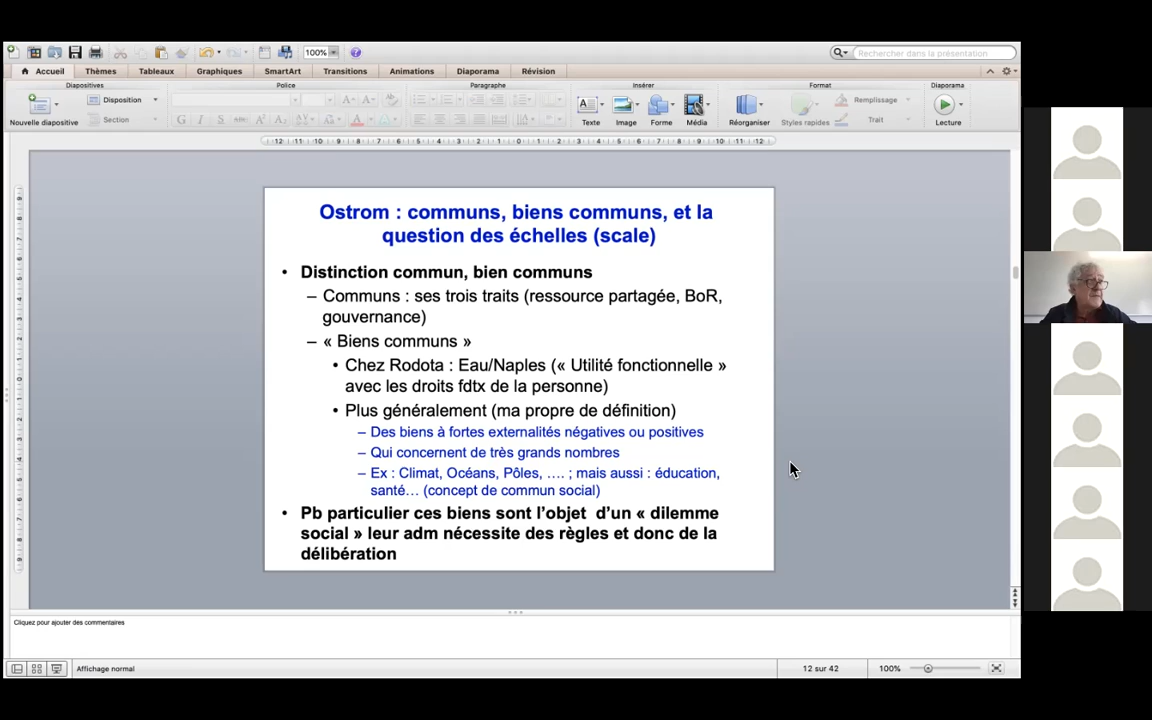 100%
Rechercher dans la présentation
Accueil Thèmes Tableaux Graphiques SmartArt Transitions Animations Diaporama Révision
Diapositives Police Paragraphe Insérer Format Diaporama
Nouvelle diapositive Disposition Section Texte Image Forme Média Réorganiser Styles rapides Remplissage Trait Lecture
Ostrom : communs, biens communs, et la
question des échelles (scale)
• Distinction commun, bien communs
– Communs : ses trois traits (ressource partagée, BoR,
gouvernance)
– « Biens communs »
• Chez Rodota : Eau/Naples (« Utilité fonctionnelle »
avec les droits fdtx de la personne)
• Plus généralement (ma propre de définition)
– Des biens à fortes externalités négatives ou positives
– Qui concernent de très grands nombres
– Ex : Climat, Océans, Pôles, …. ; mais aussi : éducation,
santé… (concept de commun social)
• Pb particulier ces biens sont l’objet d’un « dilemme
social » leur adm nécessite des règles et donc de la
délibération
Cliquez pour ajouter des commentaires
Affichage normal 12 sur 42 100%